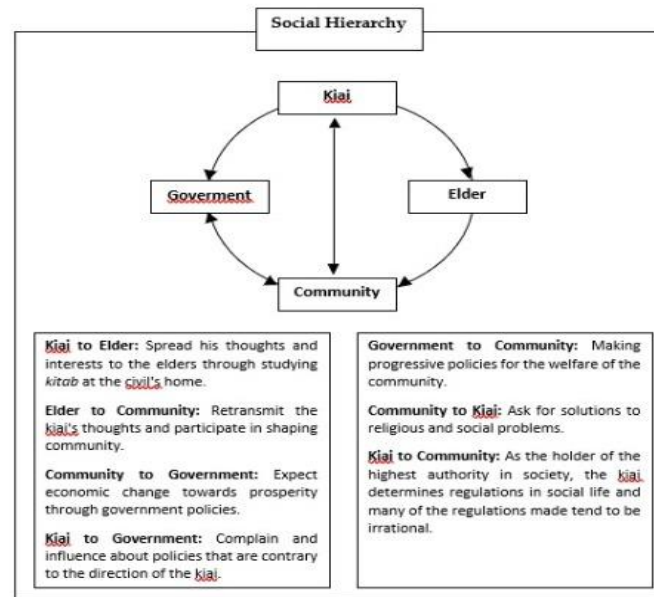 Social Hierarchy
Kiai
Goverment
Elder
Community
Kiai to Elder: Spread his thoughts and
interests to the elders through studying
kitab at the civil's home.
Elder to Community: Retransmit the
kiai's thoughts and participate in shaping
community.
Community to Government: Expect
economic change towards prosperity
through government policies.
Kiai to Government: Complain and
influence about policies that are contrary
to the direction of the kiai.
Government to Community: Making
progressive policies for the welfare of the
community.
Community to Kiai: Ask for solutions to
religious and social problems.
Kiai to Community: As the holder of the
highest authority in society, the kiai
determines regulations in social life and
many of the regulations made tend to be
irrational.